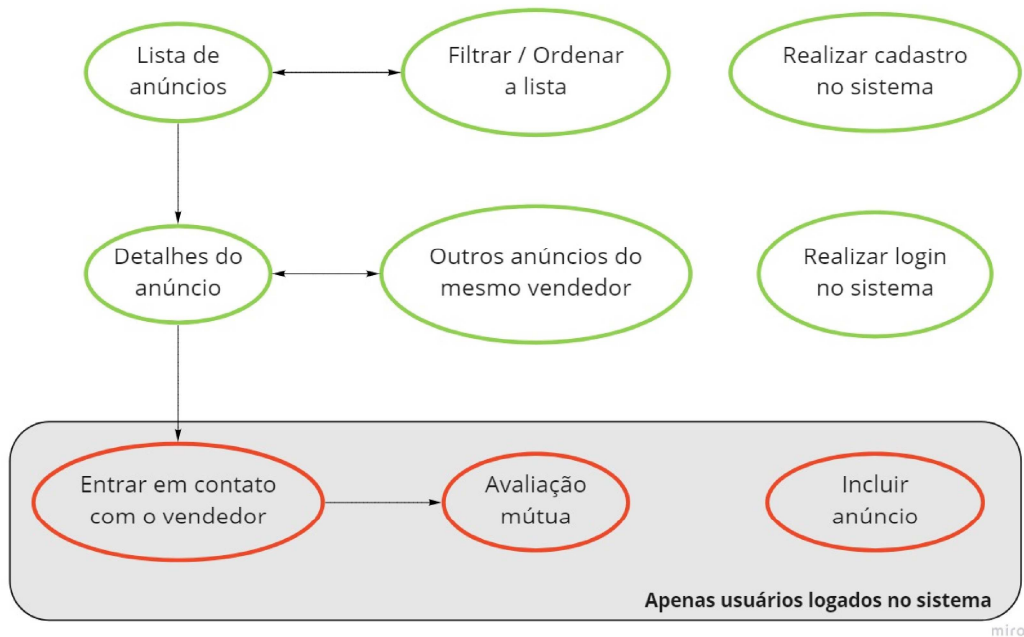 Lista de
anúncios
Filtrar / Ordenar
a lista
Realizar cadastro
no sistema
Detalhes do
anúncio
Outros anúncios do
mesmo vendedor
Realizar login
no sistema
Entrar em contato
com o vendedor
Avaliação
mútua
Incluir
anúncio
Apenas usuários logados no sistema
miro